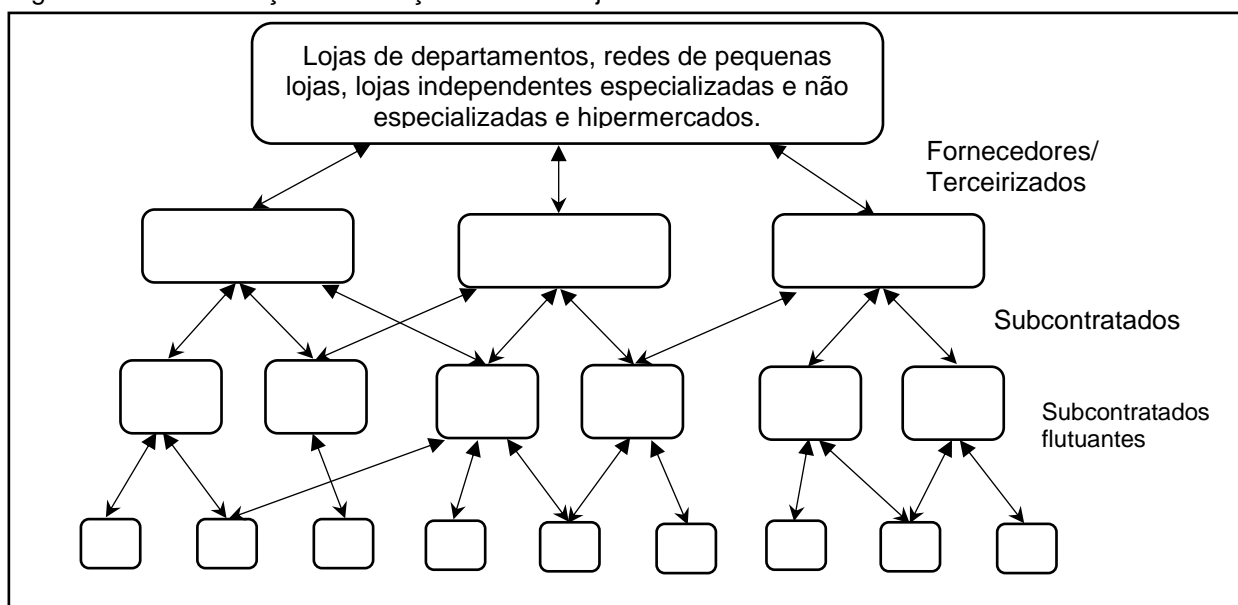 Lojas de departamentos, redes de pequenas
lojas, lojas independentes especializadas e não
especializadas e hipermercados.
Fornecedores/
Terceirizados
Subcontratados
Subcontratados
flutuantes